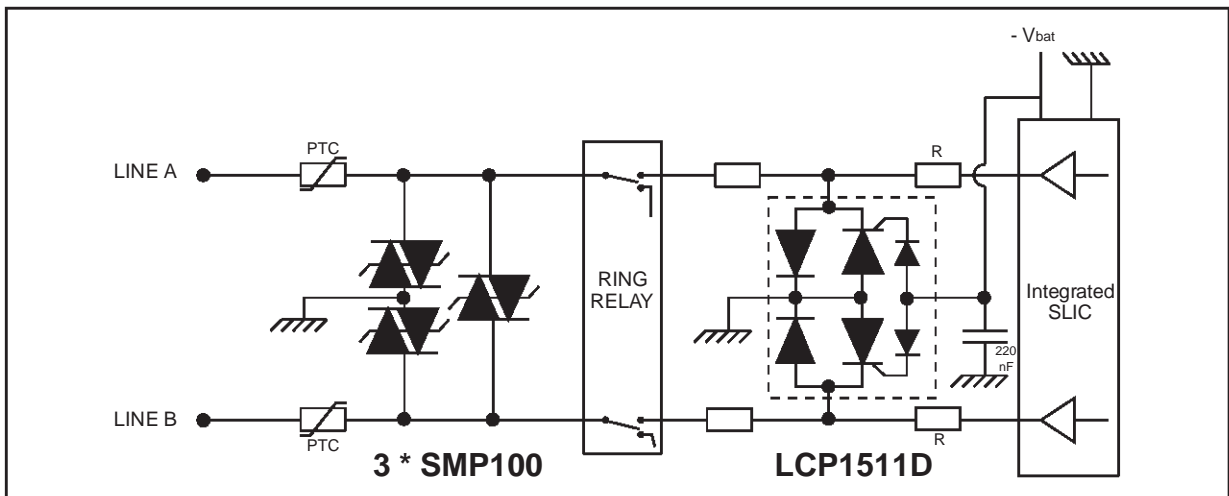 - Vbat
PTC
LINE A
R
RING
RELAY
Integrated
SLIC
220
nF
LINE B
PTC
R
3 * SMP100
LCP1511D